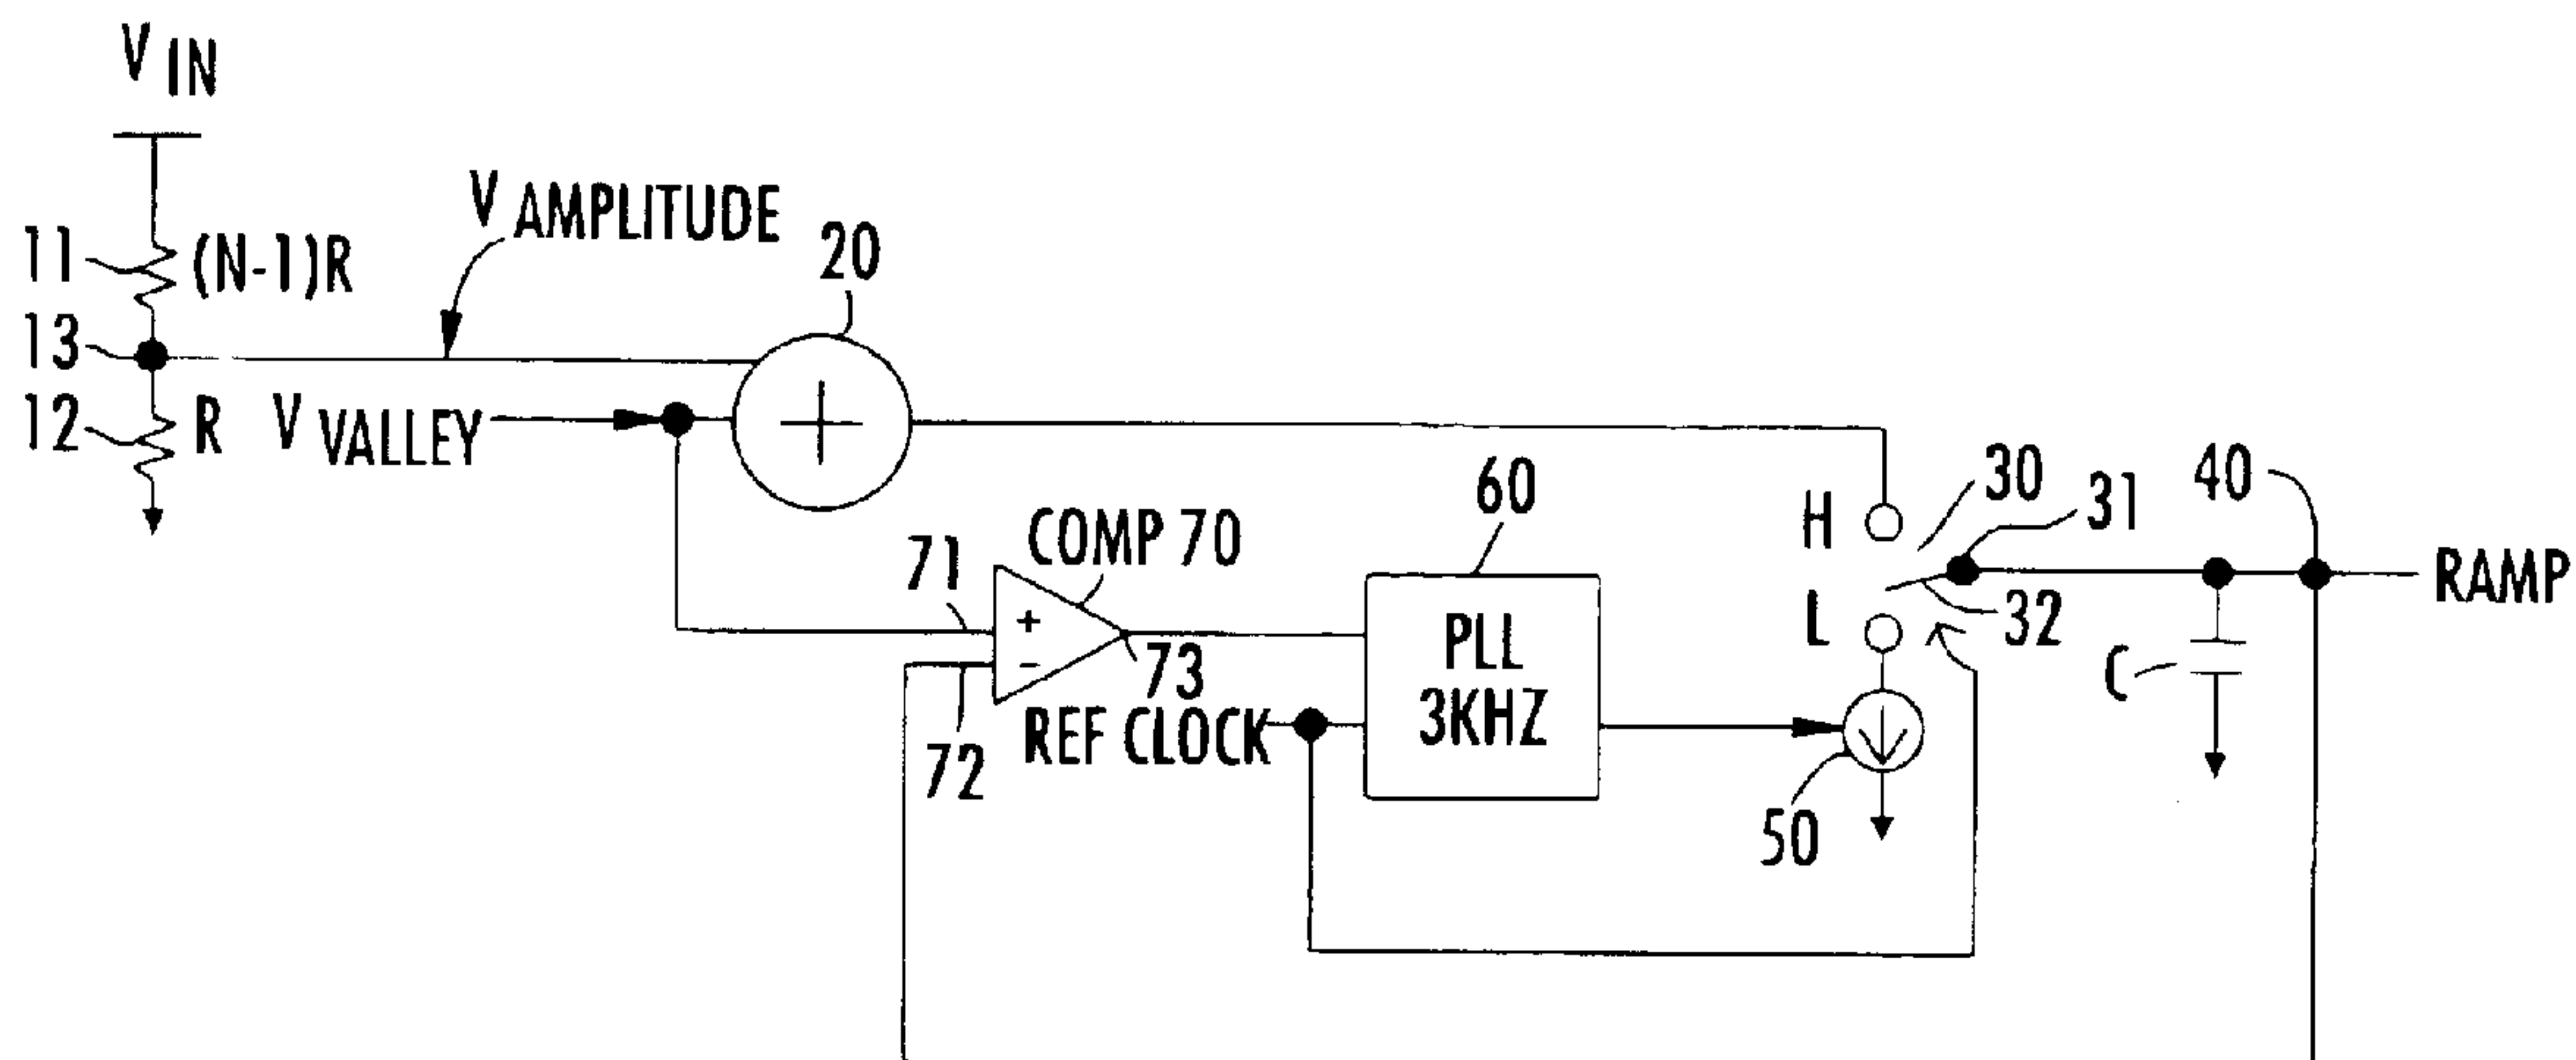 V IN
V AMPLITUDE
20
11
(N-1)R
13
12
R
V VALLEY
60
30
31
40
H
COMP 70
71
+
RAMP
L
32
PLL
3KHZ
-
73
C
REF CLOCK
72
50